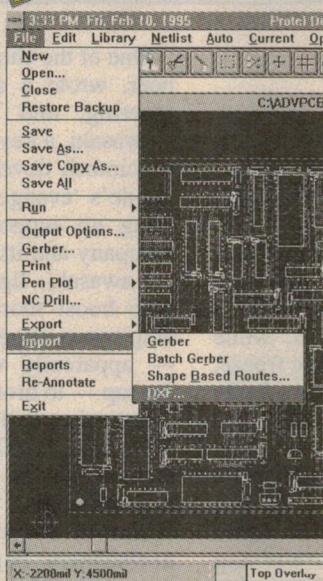 3:33 PM Fri, Feb 10, 1995 Protel
File Edit Library Netlist Auto Current
New
Open...
Close
Restore Backup
C:\ADVPCB
Save
Save As...
Save Copy As...
Save All
Run
Output Options...
Gerber...
Print
Pen Plot
NC Drill...
Export
Import
Gerber
Batch Gerber
Shape Based Routes...
DXF...
Reports
Re-Annotate
Exit
X:-2200mil Y:4500mil Top Overlay